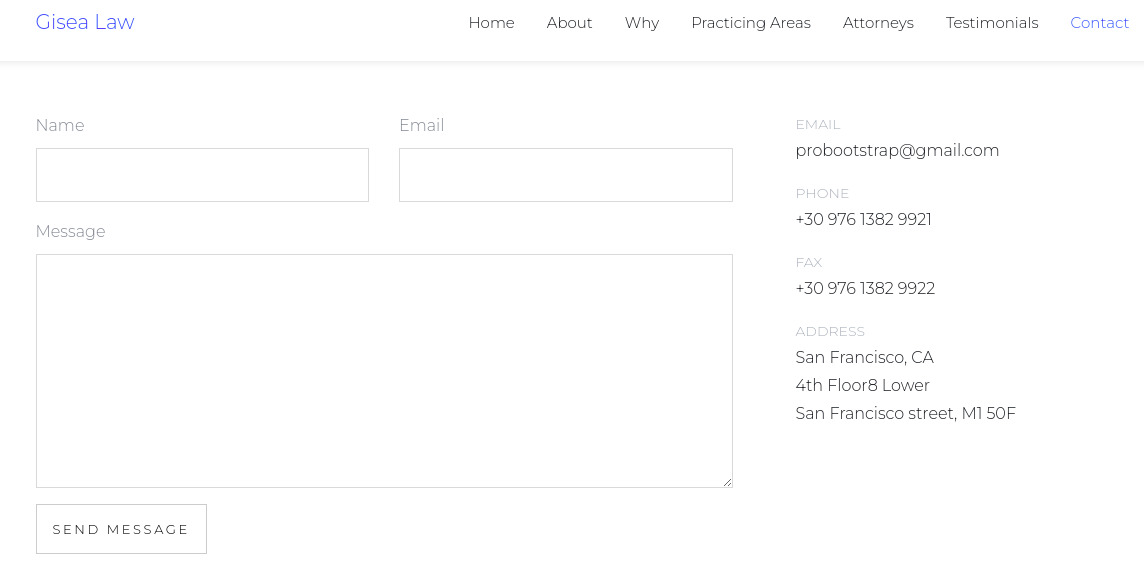 Gisea Law
Home About Why Practicing Areas Attorneys Testimonials Contact
Name
Email
Message
SEND MESSAGE
EMAIL
probootstrap@gmail.com
PHONE
+30 976 1382 9921
FAX
+30 976 1382 9922
ADDRESS
San Francisco, CA
4th Floor8 Lower
San Francisco street, M1 50F